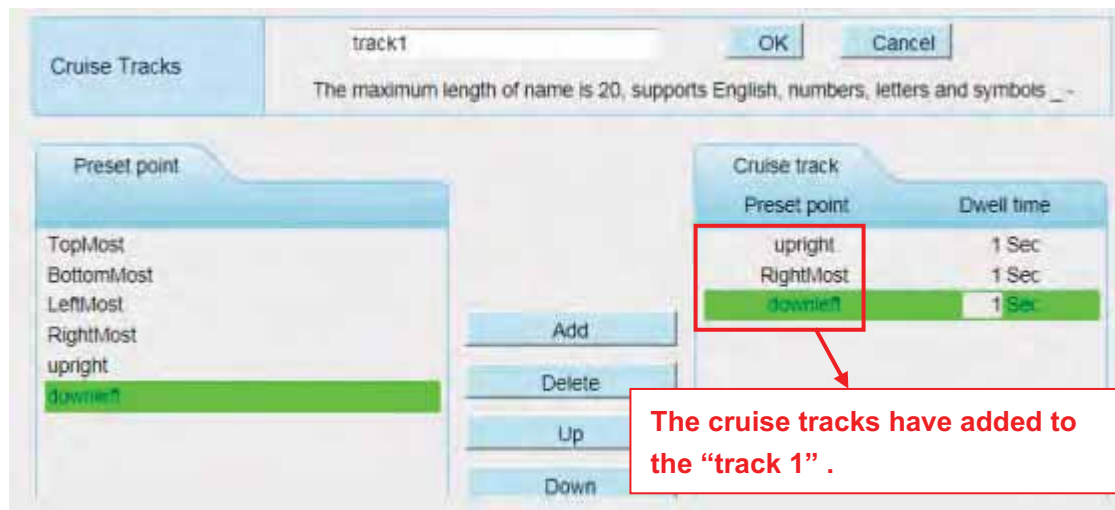 track1 OK Cancel
Cruise Tracks
The maximum length of name is 20, supports English, numbers, letters and symbols _ -
Preset point
TopMost
BottomMost
LeftMost
RightMost
upright
downleft
Add
Delete
Up
Down
Cruise track
Preset point Dwell time
upright 1 Sec
RightMost 1 Sec
downleft 1 Sec
The cruise tracks have added to
the “track 1” .